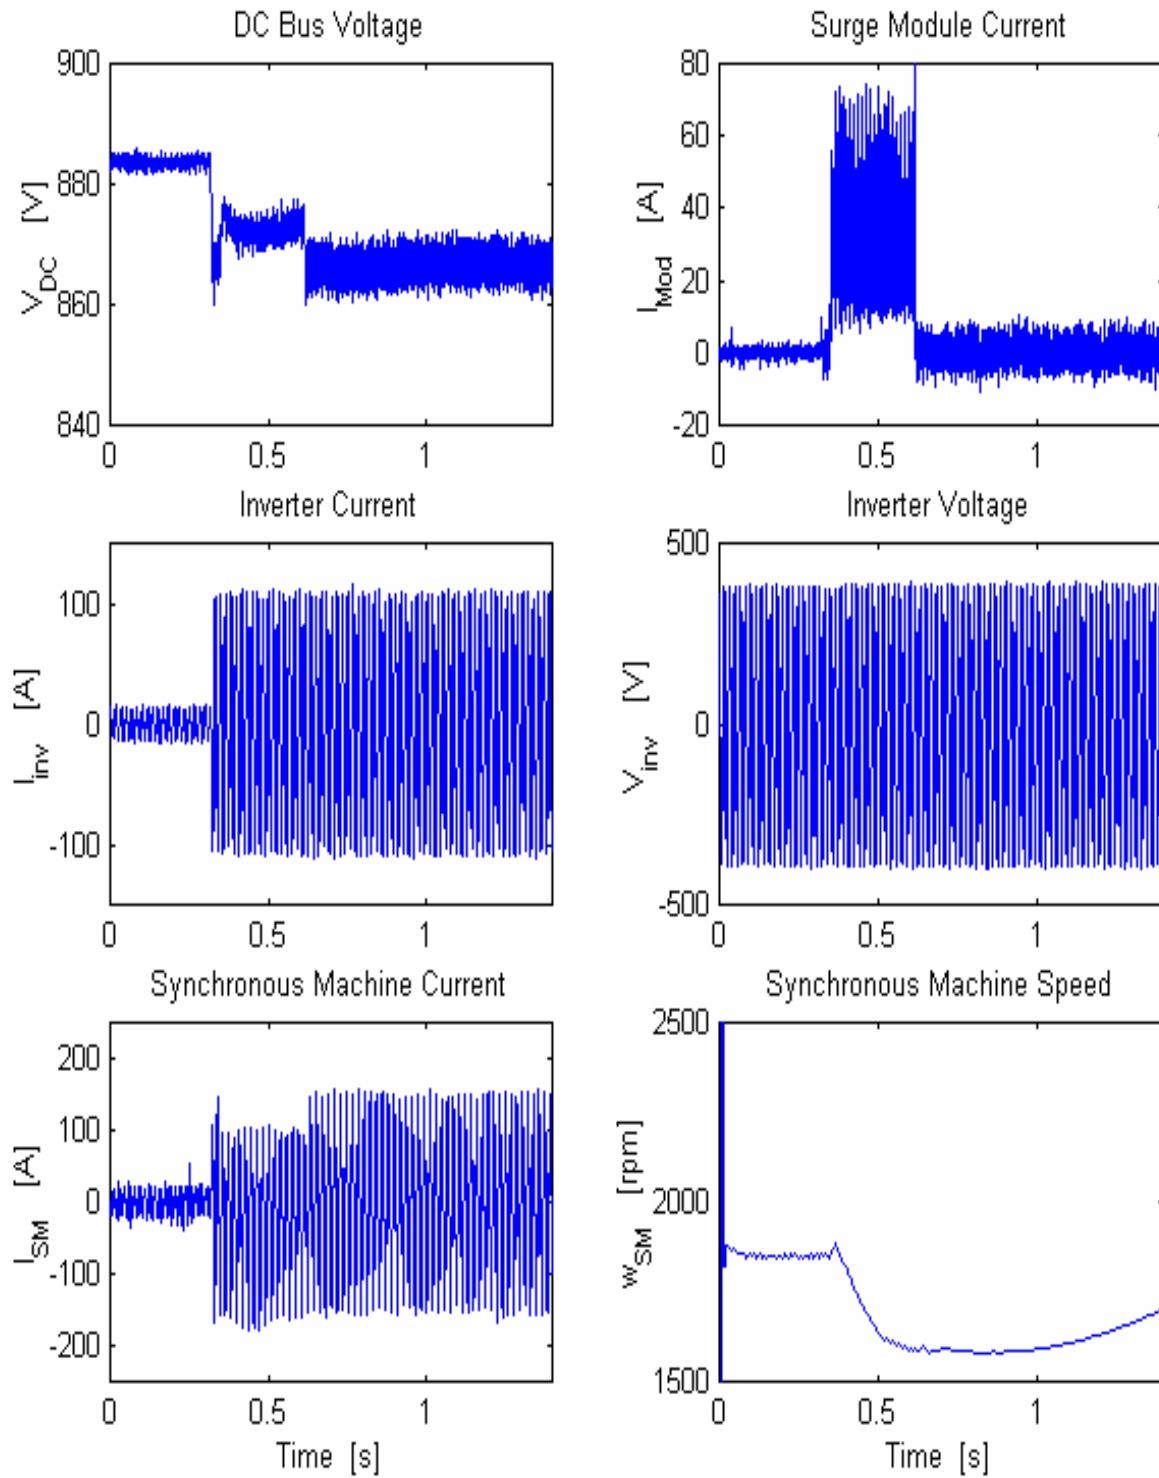 DC Bus Voltage
900
880
860
840
V_DC [V]
0 0.5 1
Surge Module Current
80
60
40
20
0
-20
I_Mod [A]
0 0.5 1
Inverter Current
100
0
-100
I_inv [A]
0 0.5 1
Inverter Voltage
500
0
-500
V_inv [V]
0 0.5 1
Synchronous Machine Current
200
100
0
-100
-200
I_SM [A]
0 0.5 1
Time [s]
Synchronous Machine Speed
2500
2000
1500
w_SM [rpm]
0 0.5 1
Time [s]